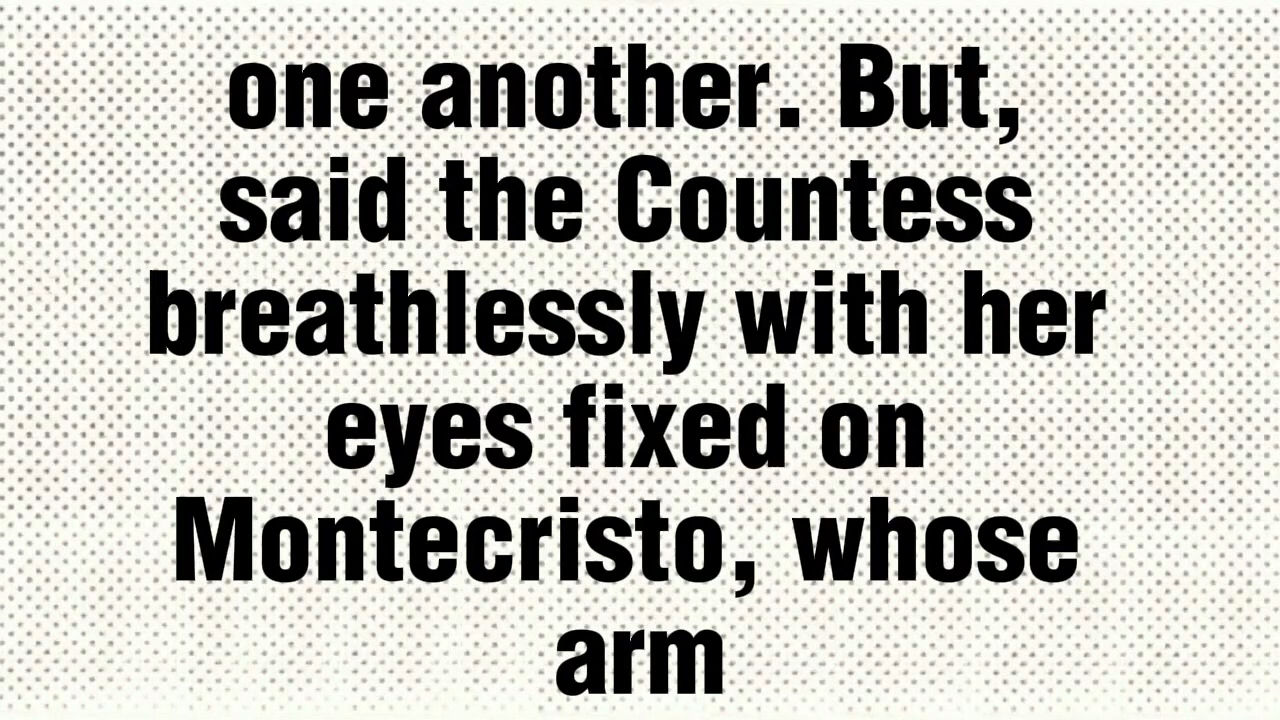 one another. But,
said the Countess
breathlessly with her
eyes fixed on
Montecristo, whose
arm